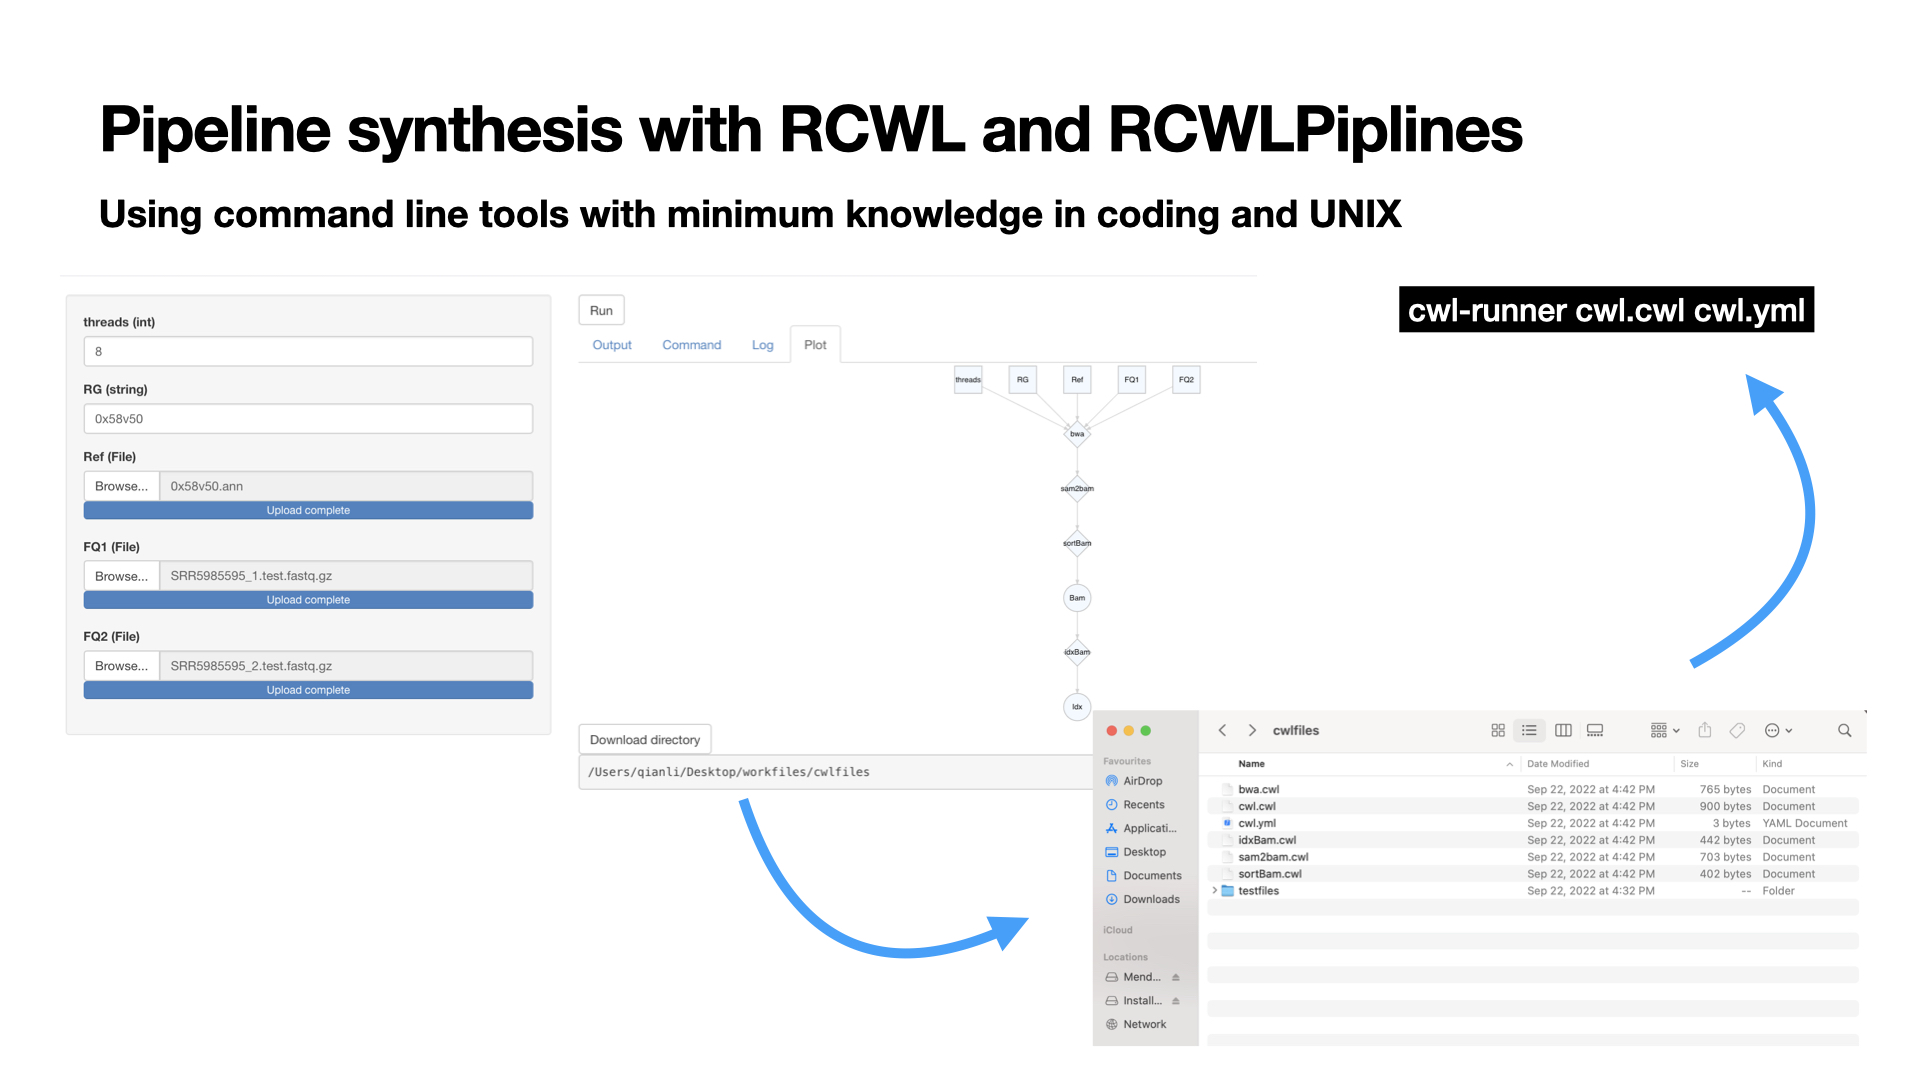 Pipeline synthesis with RCWL and RCWLPiplines
Using command line tools with minimum knowledge in coding and UNIX
threads (int)
8
RG (string)
0x58v50
Ref (File)
Browse... 0x58v50.ann
Upload complete
FQ1 (File)
Browse... SRR5985595_1.test.fastq.gz
Upload complete
FQ2 (File)
Browse... SRR5985595_2.test.fastq.gz
Upload complete
Run
Output Command Log Plot
threads RG Ref FQ1 FQ2
bwa
sam2bam
sortBam
Bam
idxBam
Idx
Download directory
/Users/qianli/Desktop/workfiles/cwlfiles
cwl-runner cwl.cwl cwl.yml
cwlfiles
Favourites
AirDrop
Recents
Applicati...
Desktop
Documents
Downloads
iCloud
Locations
Mend...
Install...
Network
Name Date Modified Size Kind
bwa.cwl Sep 22, 2022 at 4:42 PM 765 bytes Document
cwl.cwl Sep 22, 2022 at 4:42 PM 900 bytes Document
cwl.yml Sep 22, 2022 at 4:42 PM 3 bytes YAML Document
idxBam.cwl Sep 22, 2022 at 4:42 PM 442 bytes Document
sam2bam.cwl Sep 22, 2022 at 4:42 PM 703 bytes Document
sortBam.cwl Sep 22, 2022 at 4:42 PM 402 bytes Document
testfiles Sep 22, 2022 at 4:32 PM -- Folder